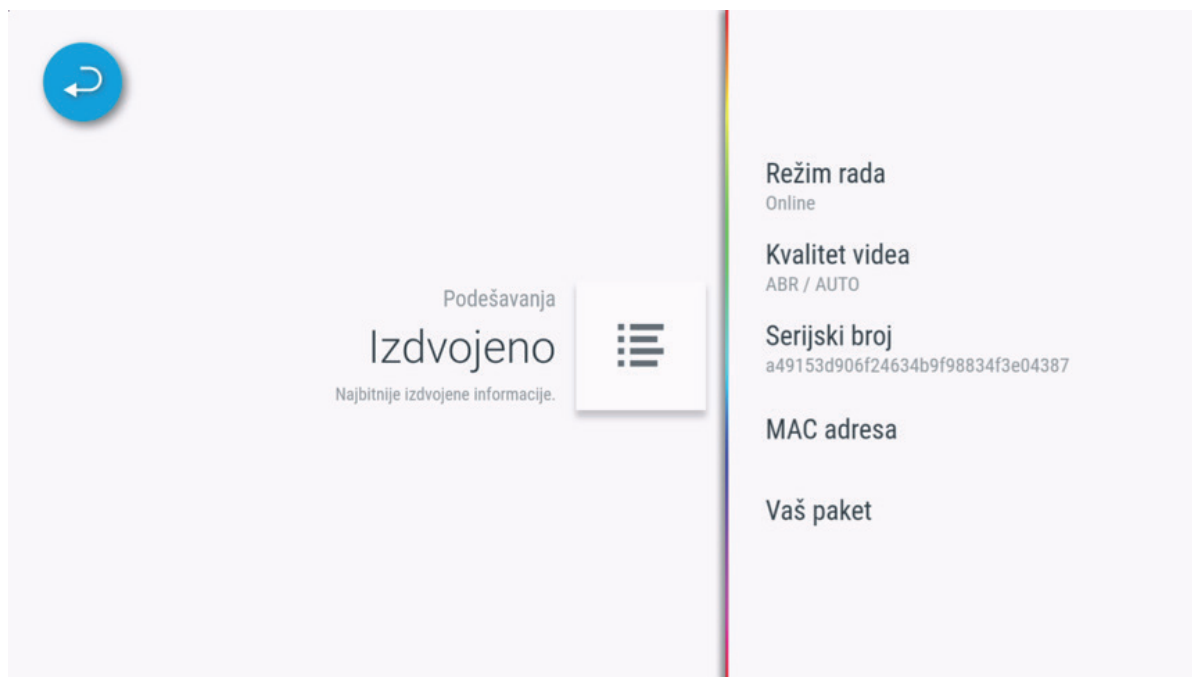 Podešavanja
Izdvojeno
Najbitnije izdvojene informacije.
Režim rada
Online
Kvalitet videa
ABR / AUTO
Serijski broj
a49153d906f24634b9f98834f3e04387
MAC adresa
Vaš paket